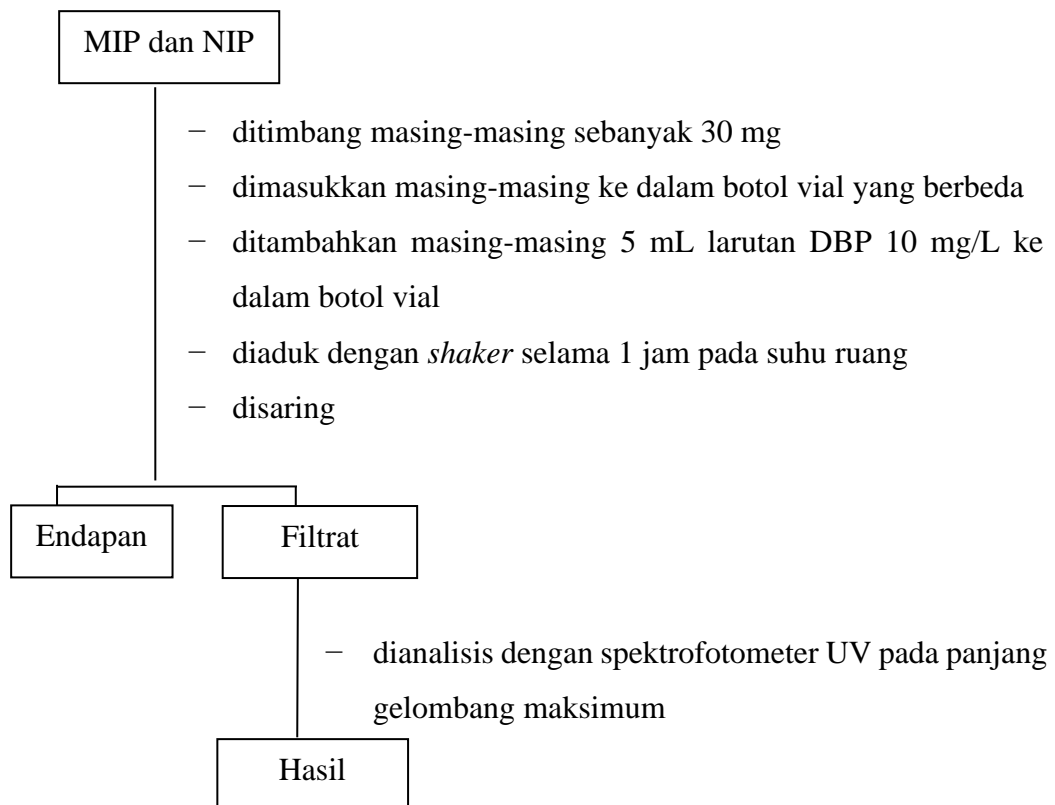 MIP dan NIP
− ditimbang masing-masing sebanyak 30 mg
− dimasukkan masing-masing ke dalam botol vial yang berbeda
− ditambahkan masing-masing 5 mL larutan DBP 10 mg/L ke
dalam botol vial
− diaduk dengan shaker selama 1 jam pada suhu ruang
− disaring
Endapan
Filtrat
− dianalisis dengan spektrofotometer UV pada panjang
gelombang maksimum
Hasil